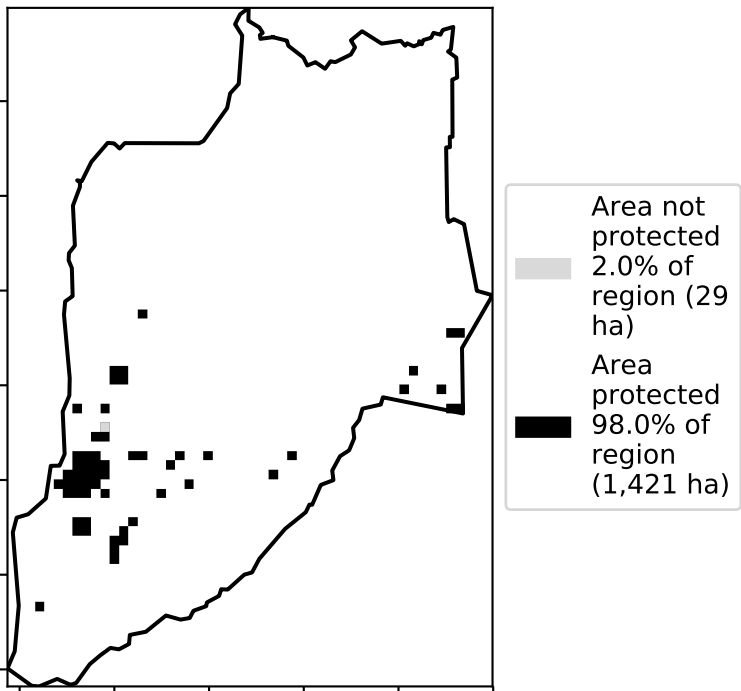 Area not
protected
2.0% of
region (29
ha)
Area
protected
98.0% of
region
(1,421 ha)